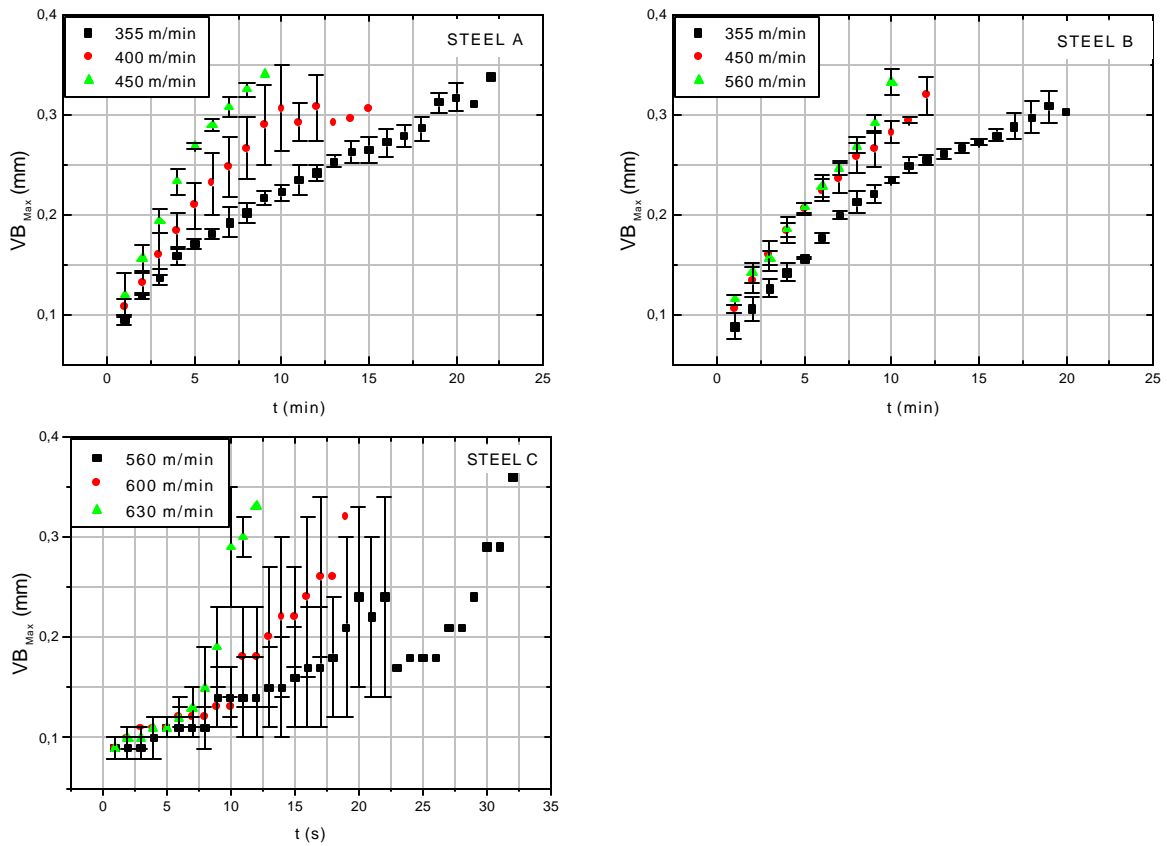 0,4
355 m/min
400 m/min
450 m/min
STEEL A
0,3
0,2
0,1
VB Max (mm)
0 5 10 15 20 25
t (min)
0,4
355 m/min
450 m/min
560 m/min
STEEL B
0,3
0,2
0,1
VB Max (mm)
0 5 10 15 20 25
t (min)
0,4
560 m/min
600 m/min
630 m/min
STEEL C
0,3
0,2
0,1
VB Max (mm)
0 5 10 15 20 25 30 35
t (s)